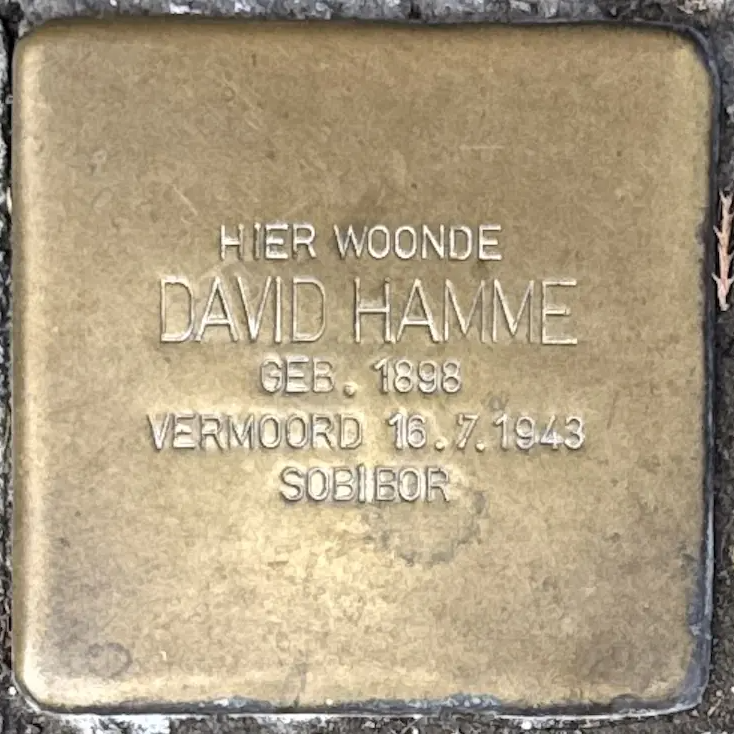 HIER WOONDE
DAVID HAMME
GEB. 1898
VERMOORD 16.7.1943
SOBIBOR